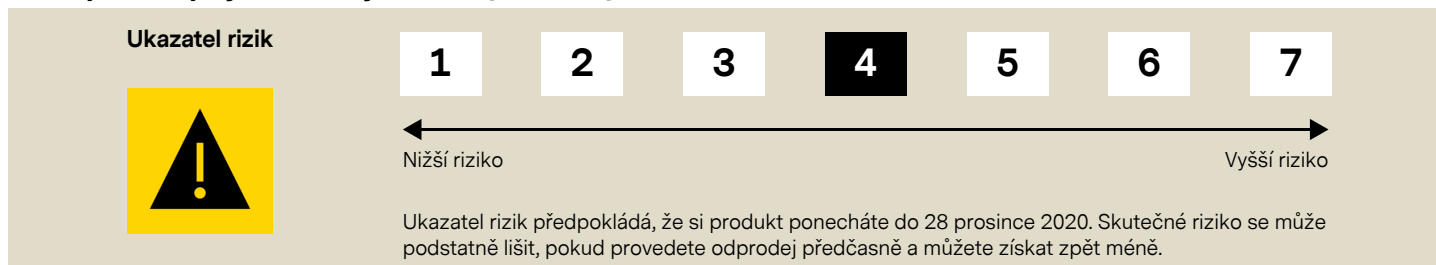 Ukazatel rizik
1 2 3 4 5 6 7
Nižší riziko Vyšší riziko
Ukazatel rizik předpokládá, že si produkt ponecháte do 28 prosince 2020. Skutečné riziko se může
podstatně lišit, pokud provedete odprodej předčasně a můžete získat zpět méně.